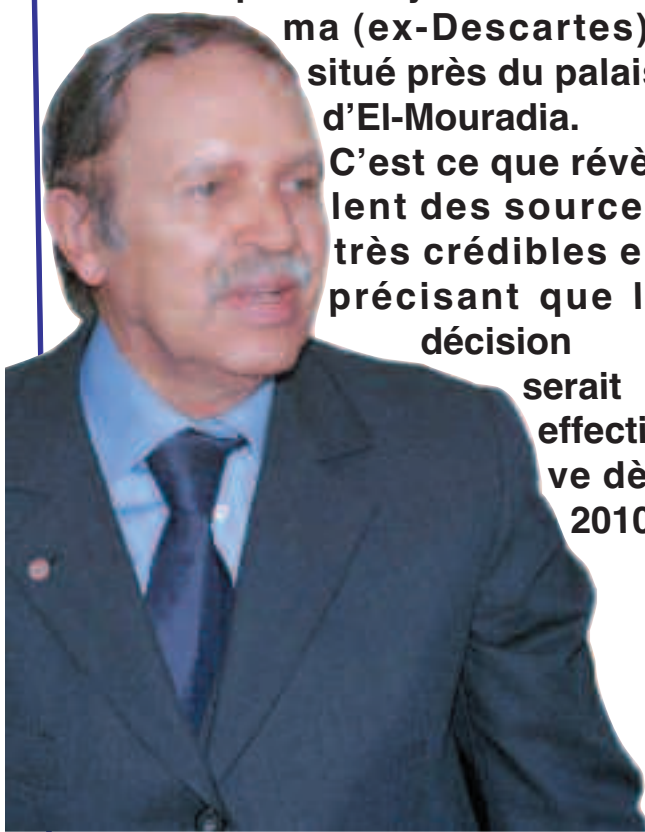 ma (ex-Descartes)
situé près du palais
d'El-Mouradia.
C'est ce que révè
lent des source
très crédibles e
précisant que l
décision
serait
effecti
ve dè
2010